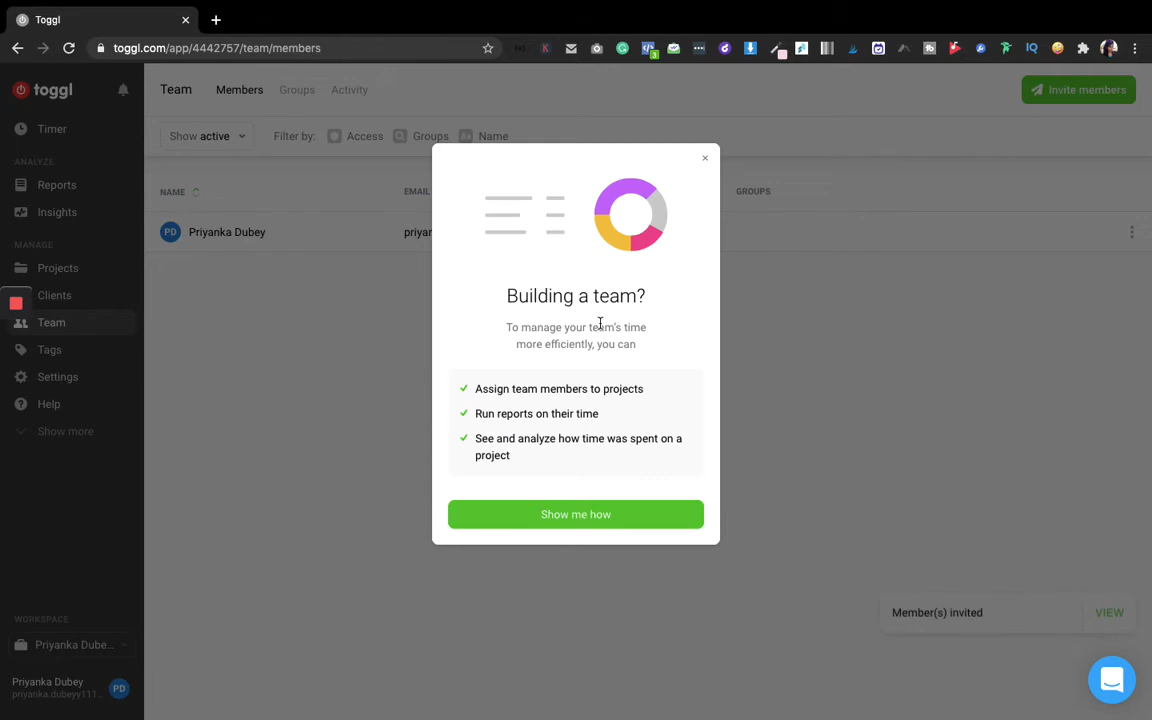 Toggl
toggl.com/app/4442757/team/members
toggl
Timer
ANALYZE
Reports
Insights
MANAGE
Projects
Clients
Team
Tags
Settings
Help
Show more
WORKSPACE
Priyanka Dube...
Priyanka Dubey
priyanka.dubeyy111...
PD
Team Members Groups Activity
Invite members
Show active Filter by: Access Groups Aa Name
NAME EMAIL GROUPS
PD Priyanka Dubey priyar
Building a team?
To manage your team's time
more efficiently, you can
Assign team members to projects
Run reports on their time
See and analyze how time was spent on a
project
Show me how
Member(s) invited VIEW